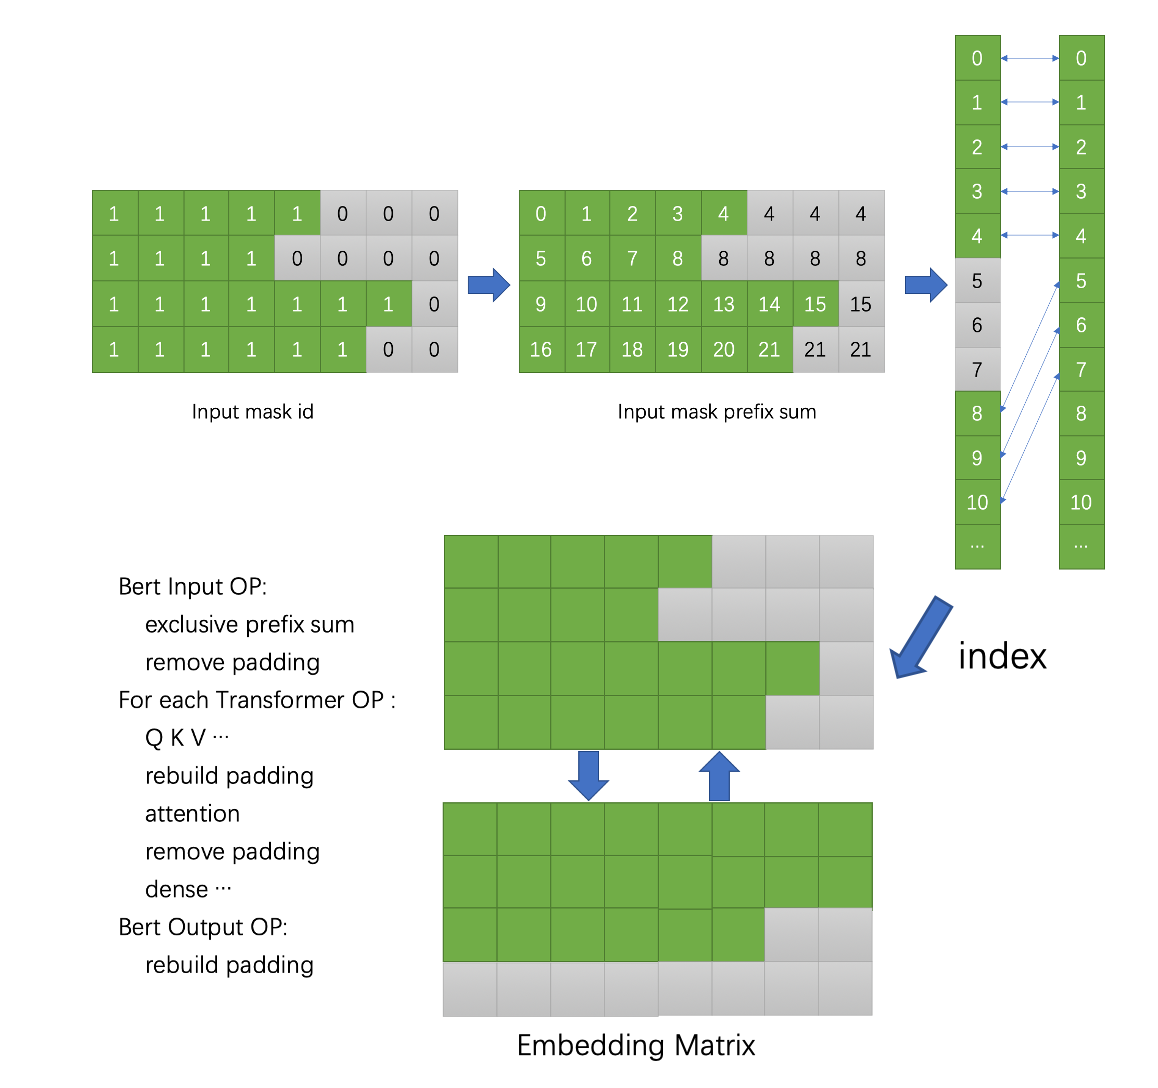 1 1 1 1 1 0 0 0
1 1 1 1 0 0 0 0
1 1 1 1 1 1 1 0
1 1 1 1 1 1 0 0
Input mask id
0 1 2 3 4 4 4 4
5 6 7 8 8 8 8 8
9 10 11 12 13 14 15 15
16 17 18 19 20 21 21 21
Input mask prefix sum
0 0
1 1
2 2
3 3
4 4
5 5
6 6
7 7
8 8
9 9
10 10
... ...
index
Bert Input OP:
exclusive prefix sum
remove padding
For each Transformer OP :
Q K V ...
rebuild padding
attention
remove padding
dense ...
Bert Output OP:
rebuild padding
Embedding Matrix